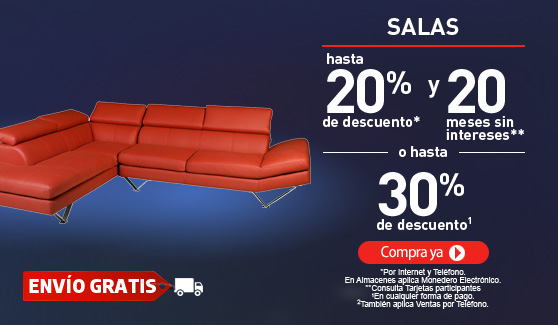 SALAS
hasta
20% y 20
de descuento* meses sin
intereses**
o hasta
30%
de descuento¹
Compra ya
*Por Internet y Teléfono.
En Almacenes aplica Monedero Electrónico.
**Consulta Tarjetas participantes
¹En cualquier forma de pago.
²También aplica Ventas por Teléfono.
ENVÍO GRATIS